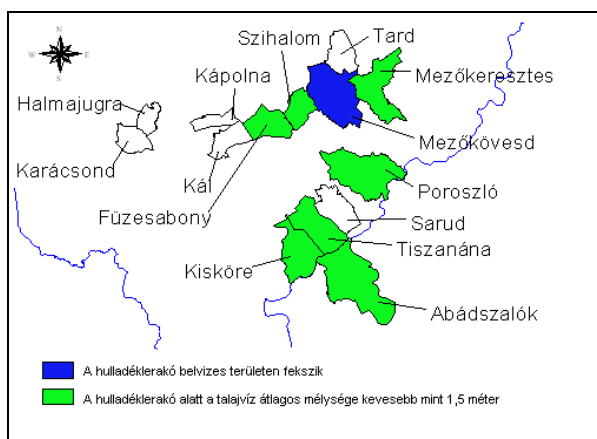 N
W E
S
Tard
Szihalom
Kápolna
Mezőkeresztes
Halmajugra
Mezőkövesd
Karácsond
Kál
Poroszló
Füzesabony
Sarud
Tiszanána
Kisköre
Abádszalók
A hulladéklerakó belvizes területen fekszik
A hulladéklerakó alatt a talajvíz átlagos mélysége kevesebb mint 1,5 méter